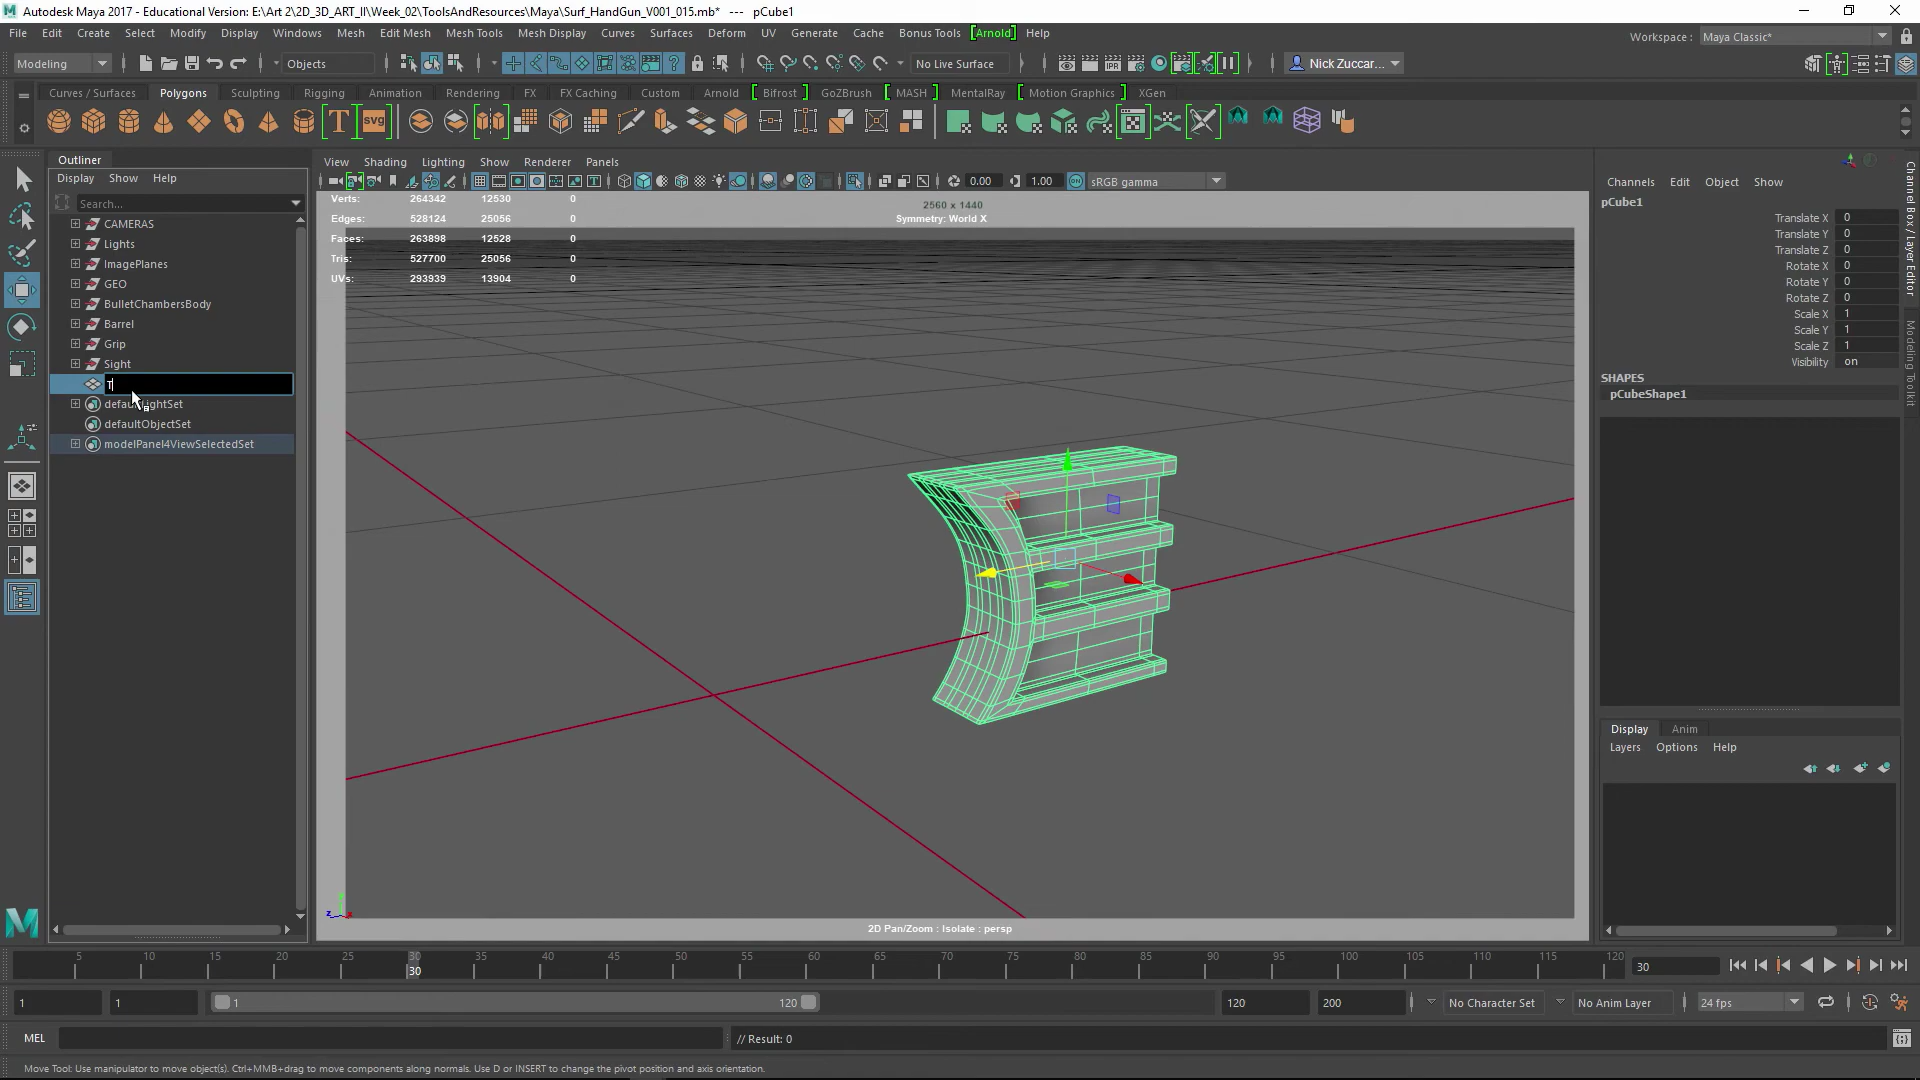 Autodesk Maya 2017 - Educational Version: E:\Art 2\2D_3D_ART_II\Week_02\ToolsAndResources\Maya\Surf_HandGun_V001_015.mb* --- pCube1
File Edit Create Select Modify Display Windows Mesh Edit Mesh Mesh Tools Mesh Display Curves Surfaces Deform UV Generate Cache Bonus Tools [Arnold] Help
Workspace : Maya Classic*
Modeling Objects No Live Surface IPR Nick Zuccar...
Curves / Surfaces Polygons Sculpting Rigging Animation Rendering FX FX Caching Custom Arnold Bifrost GoZBrush MASH MentalRay Motion Graphics XGen
T svg
Outliner
Display Show Help
Search...
CAMERAS
Lights
ImagePlanes
GEO
BulletChambersBody
Barrel
Grip
Sight
T
defaultLightSet
defaultObjectSet
modelPanel4ViewSelectedSet
View Shading Lighting Show Renderer Panels
0.00 1.00 ON sRGB gamma
Verts: 264342 12530 0
Edges: 528124 25056 0
Faces: 263898 12528 0
Tris: 527700 25056 0
UVs: 293939 13904 0
2560 x 1440
Symmetry: World X
2D Pan/Zoom : Isolate : persp
Channels Edit Object Show
pCube1
Translate X 0
Translate Y 0
Translate Z 0
Rotate X 0
Rotate Y 0
Rotate Z 0
Scale X 1
Scale Y 1
Scale Z 1
Visibility on
SHAPES
pCubeShape1
Channel Box / Layer Editor
Modeling Toolkit
Display Anim
Layers Options Help
5 10 15 20 25 30 35 40 45 50 55 60 65 70 75 80 85 90 95 100 105 110 115 120
30
30
1 1 1 120 120 200 No Character Set No Anim Layer 24 fps
MEL // Result: 0
Move Tool: Use manipulator to move object(s). Ctrl+MMB+drag to move components along normals. Use D or INSERT to change the pivot position and axis orientation.